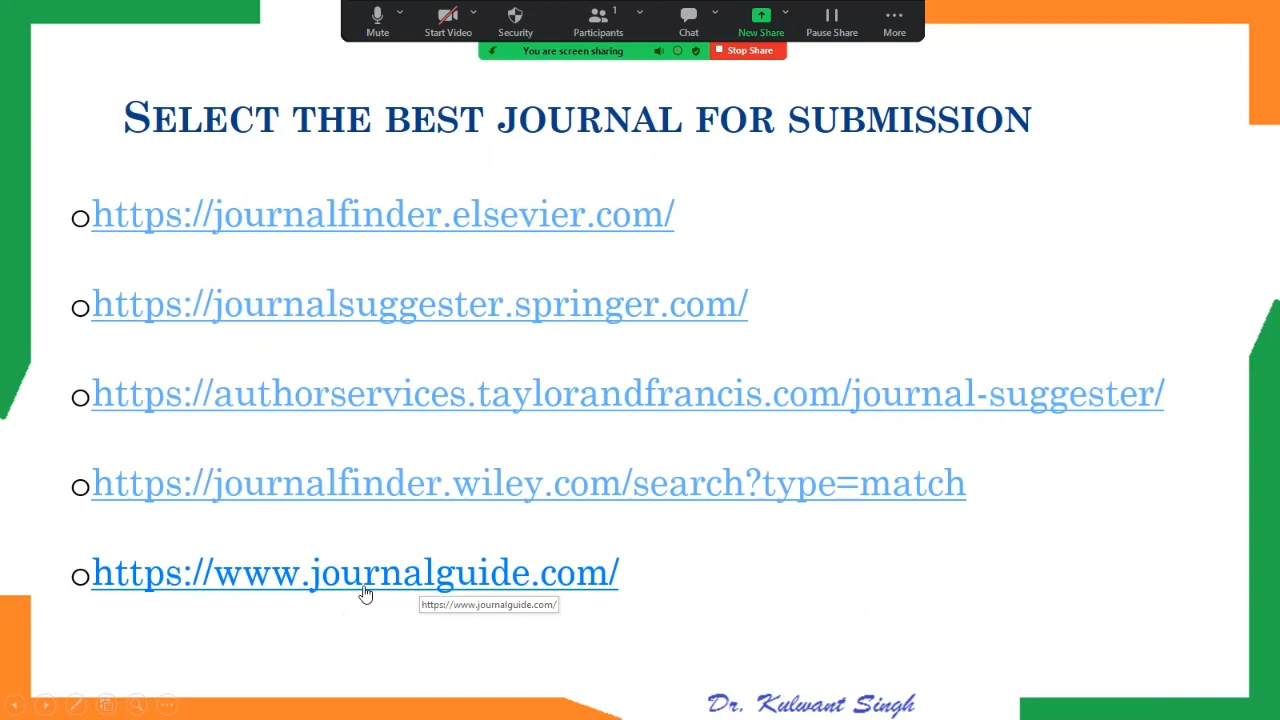 Mute
Start Video
Security
Participants
1
Chat
New Share
Pause Share
More
You are screen sharing
Stop Share
Select the best journal for submission
https://journalfinder.elsevier.com/
https://journalsuggester.springer.com/
https://authorservices.taylorandfrancis.com/journal-suggester/
https://journalfinder.wiley.com/search?type=match
https://www.journalguide.com/
https://www.journalguide.com/
Dr. Kulwant Singh